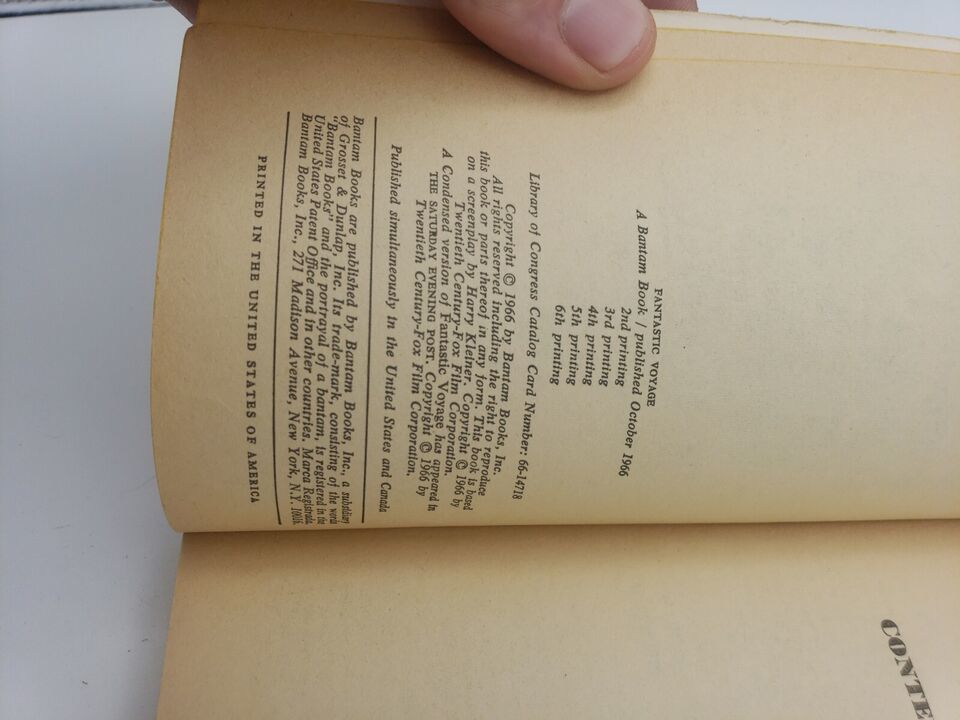 FANTASTIC VOYAGE
A Bantam Book / published October 1966
2nd printing
3rd printing
4th printing
5th printing
6th printing
Library of Congress Catalog Card Number: 66-14718
Copyright © 1966 by Bantam Books, Inc.
All rights reserved including the right to reproduce
this book or parts thereof in any form. This book is based
on a screenplay by Harry Kleiner. Copyright © 1966 by
Twentieth Century-Fox Film Corporation.
A Condensed version of Fantastic Voyage has appeared in
THE SATURDAY EVENING POST. Copyright © 1966 by
Twentieth Century-Fox Film Corporation.
Published simultaneously in the United States and Canada
Bantam Books are published by Bantam Books, Inc., a subsidiary
of Grosset & Dunlap, Inc. Its trade-mark, consisting of the words
"Bantam Books" and the portrayal of a bantam, is registered in the
United States Patent Office and in other countries. Marca Registrada.
Bantam Books, Inc., 271 Madison Avenue, New York, N.Y. 10016.
PRINTED IN THE UNITED STATES OF AMERICA
CONTE